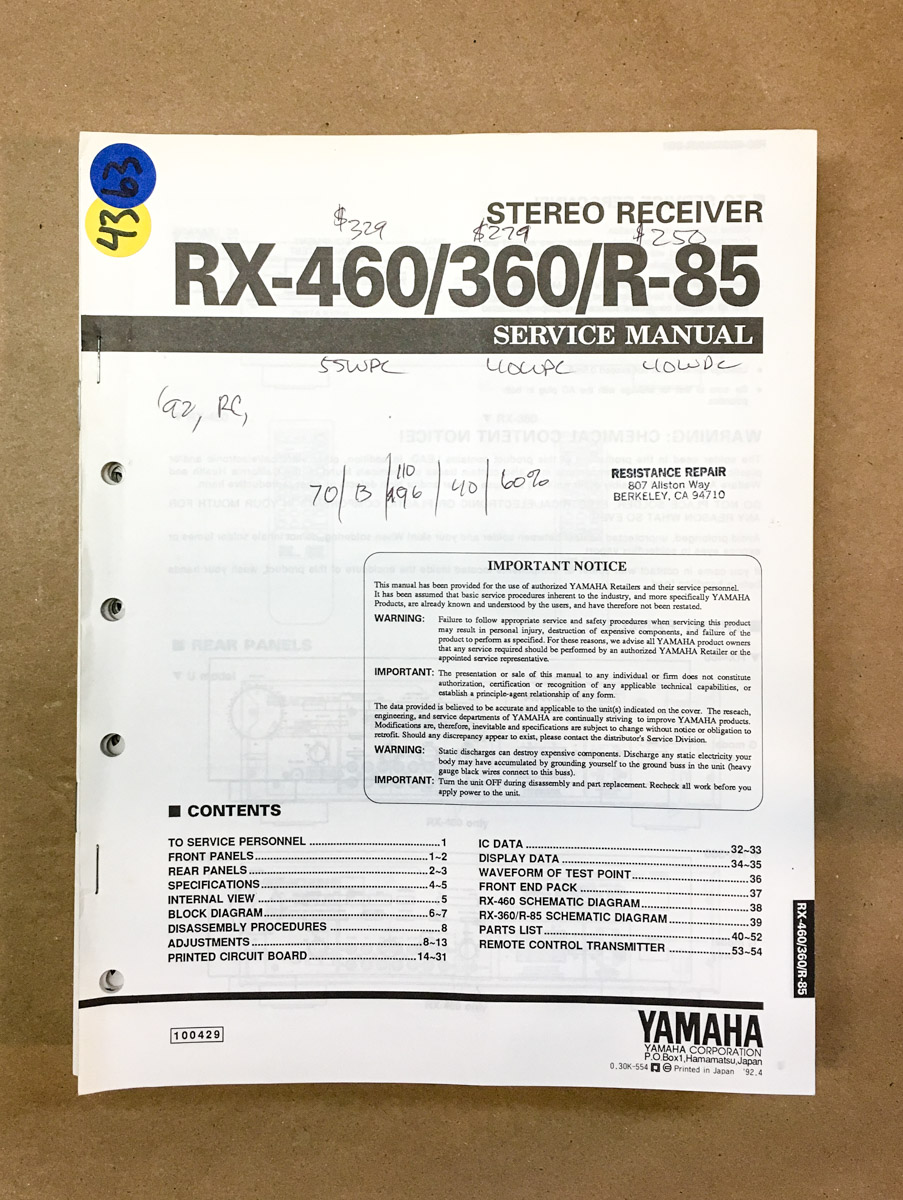 63
43
STEREO RECEIVER
$329 $279 $250
RX-460/360/R-85
SERVICE MANUAL
55WPC 40WPC 40WPC
'92, RC,
110
70/ B /196 / 40 / 60%
RESISTANCE REPAIR
807 Allston Way
BERKELEY, CA 94710
IMPORTANT NOTICE
This manual has been provided for the use of authorized YAMAHA Retailers and their service personnel.
It has been assumed that basic service procedures inherent to the industry, and more specifically YAMAHA
Products, are already known and understood by the users, and have therefore not been restated.
WARNING: Failure to follow appropriate service and safety procedures when servicing this product
may result in personal injury, destruction of expensive components, and failure of the
product to perform as specified. For these reasons, we advise all YAMAHA product owners
that any service required should be performed by an authorized YAMAHA Retailer or the
appointed service representative.
IMPORTANT: The presentation or sale of this manual to any individual or firm does not constitute
authorization, certification or recognition of any applicable technical capabilities, or
establish a principle-agent relationship of any form.
The data provided is believed to be accurate and applicable to the unit(s) indicated on the cover. The reseach,
engineering, and service departments of YAMAHA are continually striving to improve YAMAHA products.
Modifications are, therefore, inevitable and specifications are subject to change without notice or obligation to
retrofit. Should any discrepancy appear to exist, please contact the distributor's Service Division.
WARNING: Static discharges can destroy expensive components. Discharge any static electricity your
body may have accumulated by grounding yourself to the ground buss in the unit (heavy
gauge black wires connect to this buss).
IMPORTANT: Turn the unit OFF during disassembly and part replacement. Recheck all work before you
apply power to the unit.
■ CONTENTS
TO SERVICE PERSONNEL ..... 1
FRONT PANELS ..... 1~2
REAR PANELS ..... 2~3
SPECIFICATIONS ..... 4~5
INTERNAL VIEW ..... 5
BLOCK DIAGRAM ..... 6~7
DISASSEMBLY PROCEDURES ..... 8
ADJUSTMENTS ..... 8~13
PRINTED CIRCUIT BOARD ..... 14~31
IC DATA ..... 32~33
DISPLAY DATA ..... 34~35
WAVEFORM OF TEST POINT ..... 36
FRONT END PACK ..... 37
RX-460 SCHEMATIC DIAGRAM ..... 38
RX-360/R-85 SCHEMATIC DIAGRAM ..... 39
PARTS LIST ..... 40~52
REMOTE CONTROL TRANSMITTER ..... 53~54
RX-460/360/R-85
100429
YAMAHA
YAMAHA CORPORATION
P.O.Box1,Hamamatsu,Japan
0.30K-554 Printed in Japan '92.4